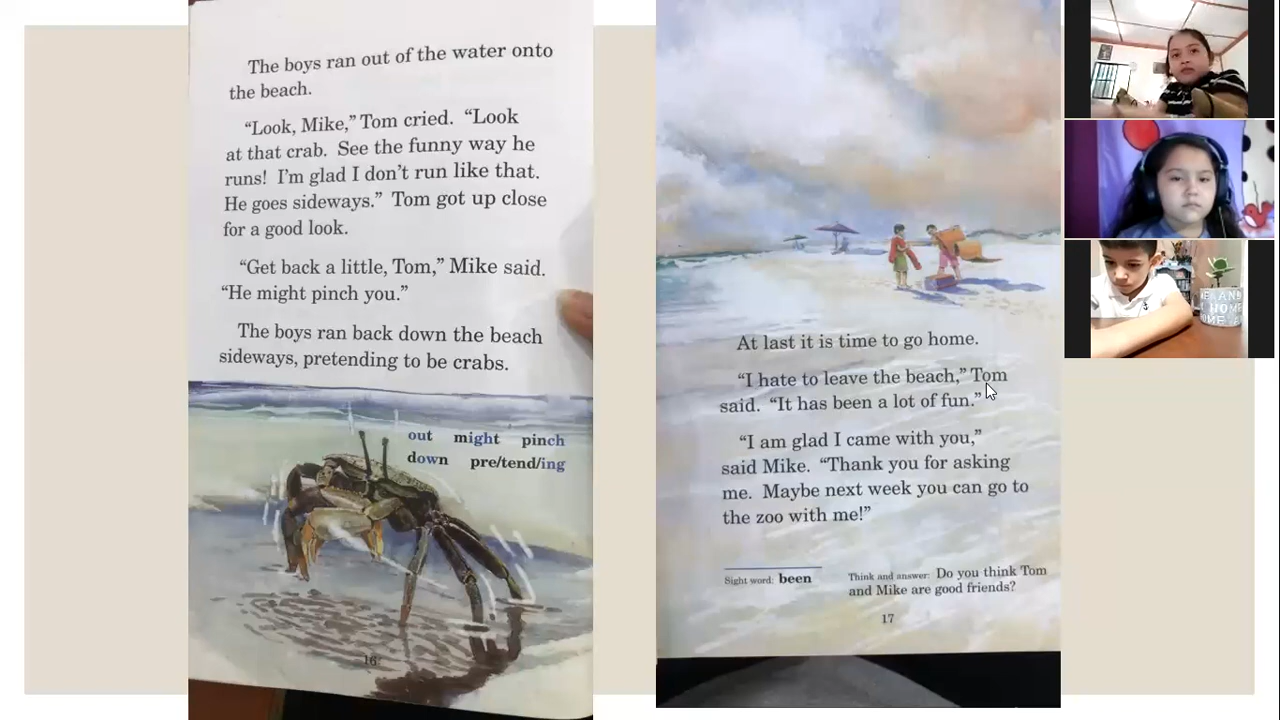 The boys ran out of the water onto
the beach.
“Look, Mike,” Tom cried. “Look
at that crab. See the funny way he
runs! I’m glad I don’t run like that.
He goes sideways.” Tom got up close
for a good look.
“Get back a little, Tom,” Mike said.
“He might pinch you.”
The boys ran back down the beach
sideways, pretending to be crabs.
out might pinch
down pre/tend/ing
16
At last it is time to go home.
“I hate to leave the beach,” Tom
said. “It has been a lot of fun.”
“I am glad I came with you,”
said Mike. “Thank you for asking
me. Maybe next week you can go to
the zoo with me!”
Sight word: been
Think and answer: Do you think Tom
and Mike are good friends?
17